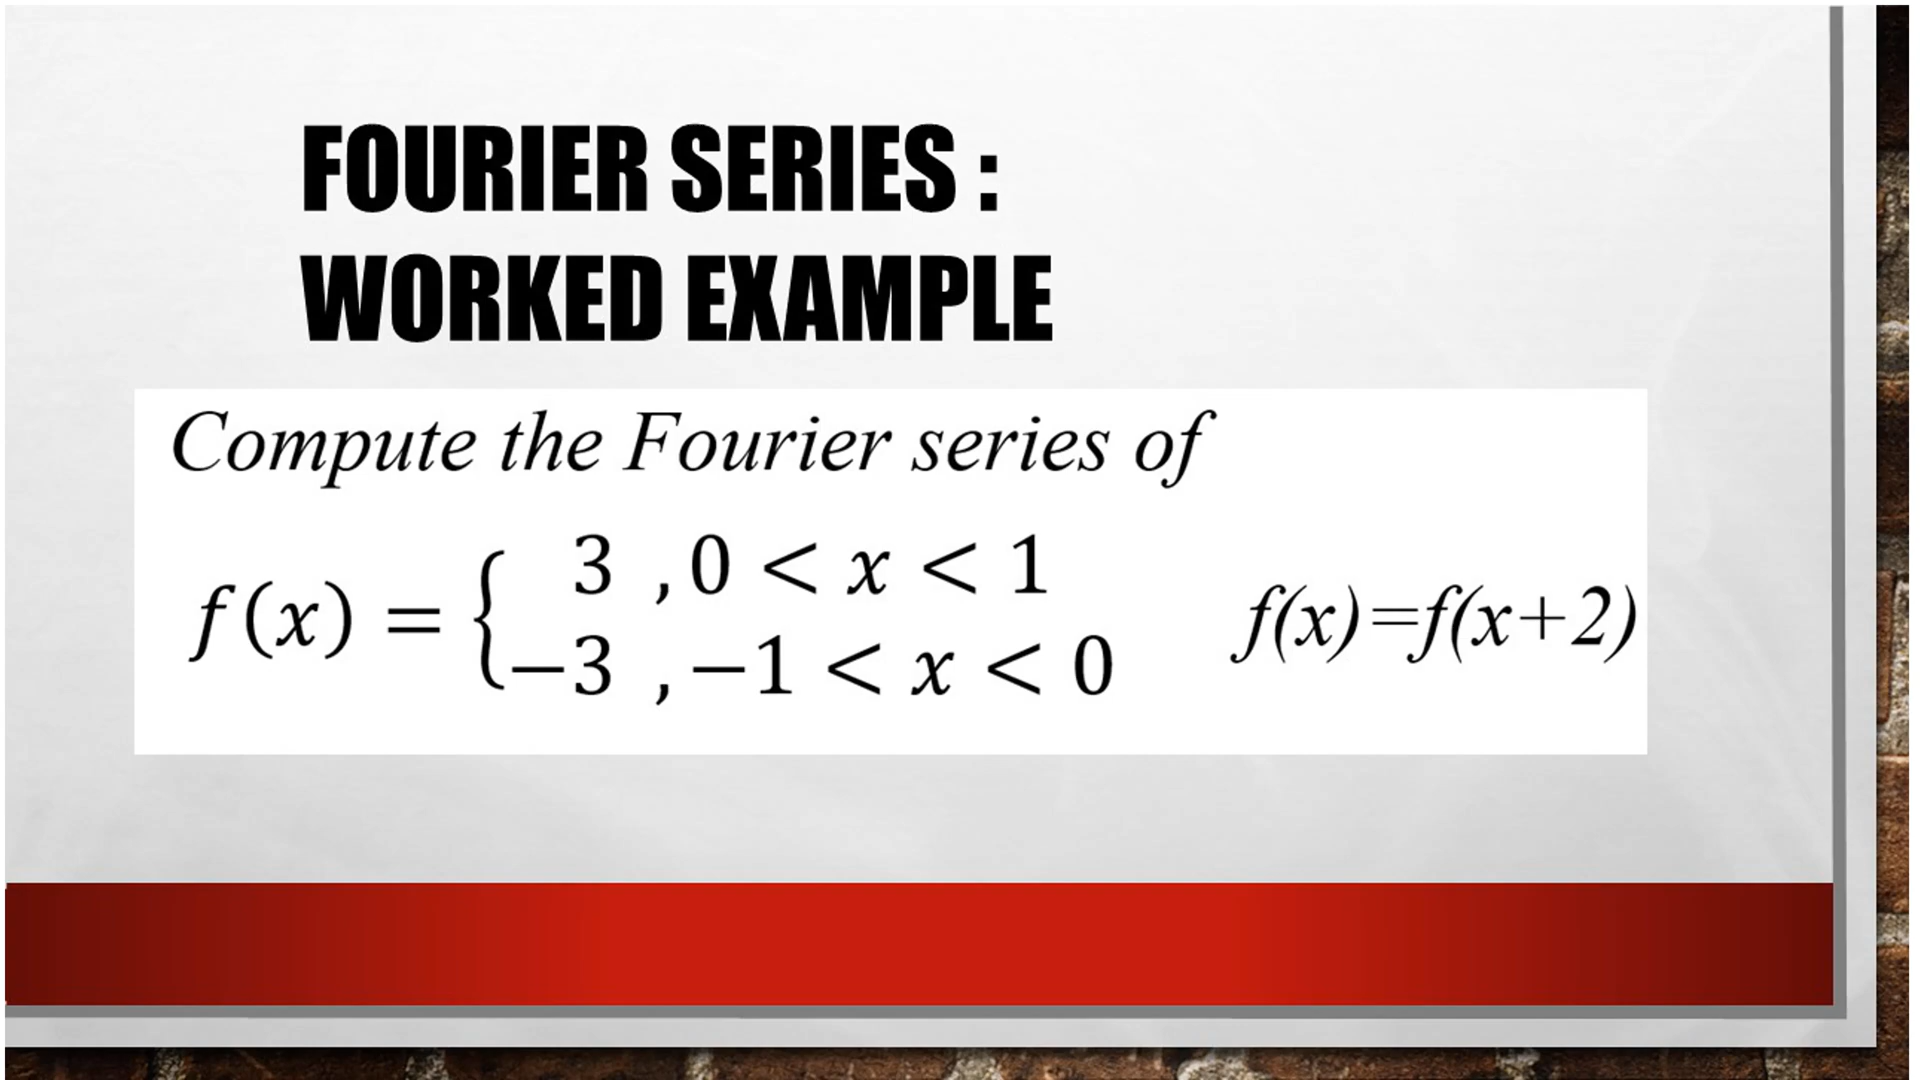 FOURIER SERIES :
WORKED EXAMPLE
Compute the Fourier series of
f(x) = { 3 , 0 < x < 1
−3 , −1 < x < 0
f(x)=f(x+2)